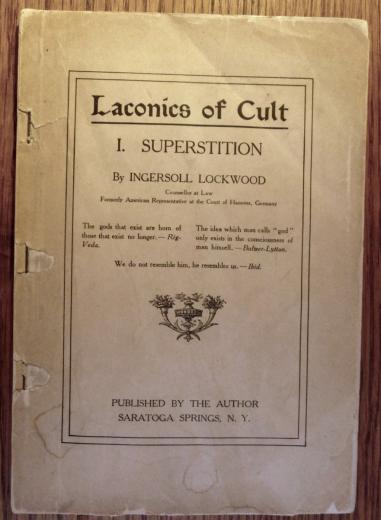 Laconics of Cult
I. SUPERSTITION
By INGERSOLL LOCKWOOD
Counsellor at Law
Formerly American Representative at the Court of Hanover, Germany
The gods that exist are born of
those that exist no longer. — Rig-
Veda.
The idea which man calls "god"
only exists in the consciousness of
man himself. — Bulwer-Lytton.
We do not resemble him, he resembles us. — Ibid.
PUBLISHED BY THE AUTHOR
SARATOGA SPRINGS, N. Y.